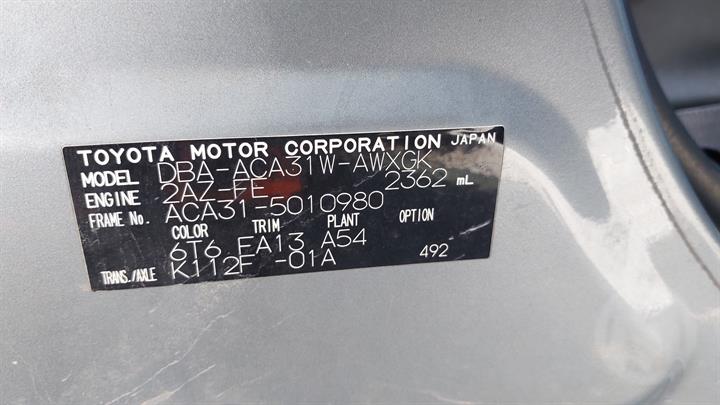 TOYOTA MOTOR CORPORATION JAPAN
MODEL DBA-ACA31W-AWXGK
ENGINE 2AZ-FE 2362 mL
FRAME No. ACA31-5010980
COLOR TRIM PLANT OPTION
6T6 FA13 A54 492
TRANS./AXLE K112F -01A